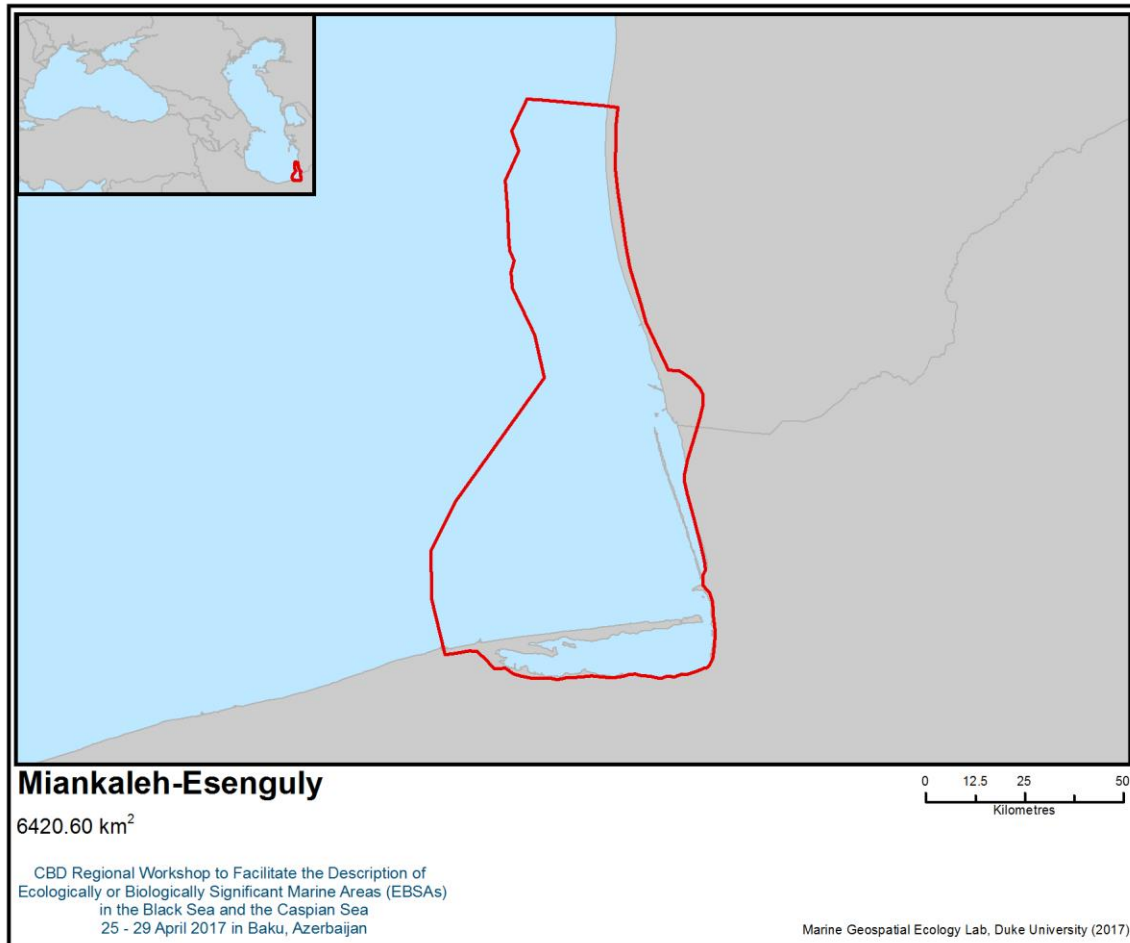 Miankaleh-Esenguly
6420.60 km²
0 12.5 25 50
Kilometres
CBD Regional Workshop to Facilitate the Description of
Ecologically or Biologically Significant Marine Areas (EBSAs)
in the Black Sea and the Caspian Sea
25 - 29 April 2017 in Baku, Azerbaijan
Marine Geospatial Ecology Lab, Duke University (2017)